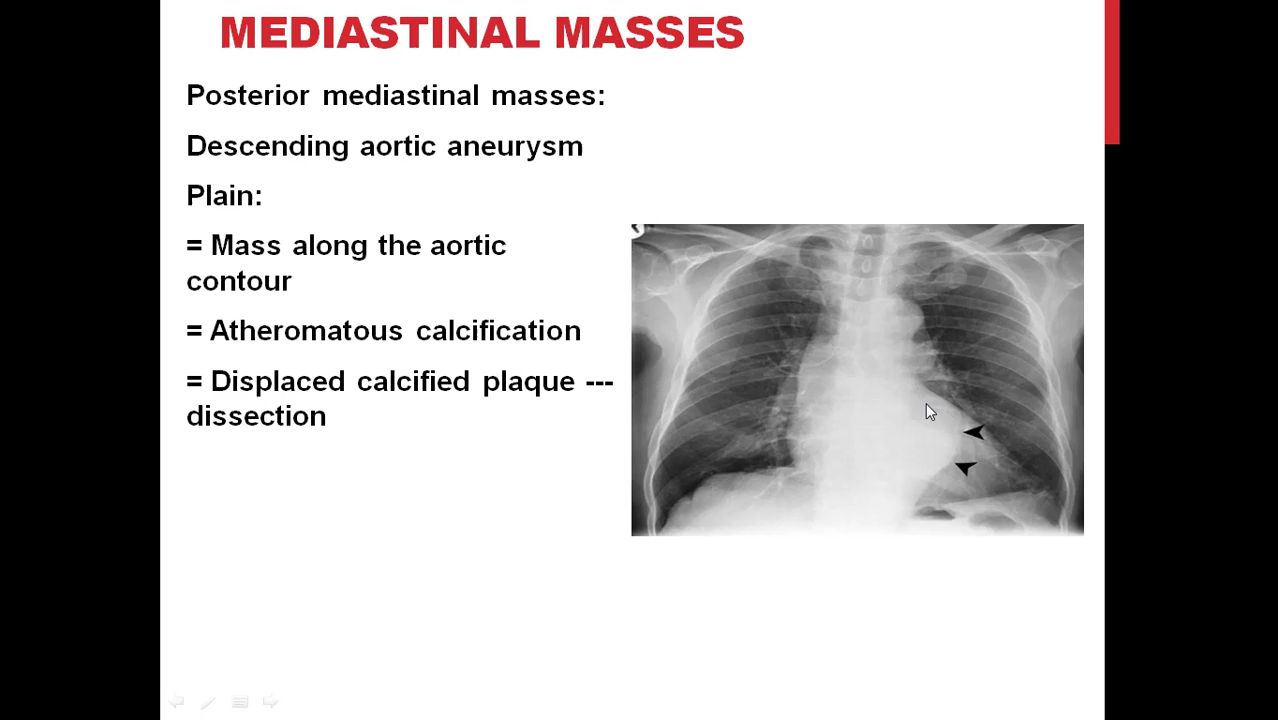 MEDIASTINAL MASSES
Posterior mediastinal masses:
Descending aortic aneurysm
Plain:
= Mass along the aortic
contour
= Atheromatous calcification
= Displaced calcified plaque ---
dissection